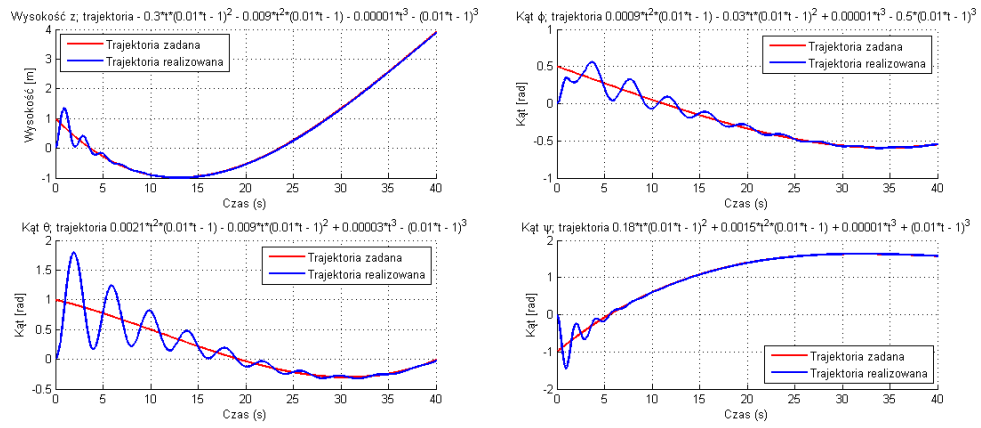 Wysokość z; trajektoria - 0.3*t*(0.01*t - 1)² - 0.009*t²*(0.01*t - 1) - 0.00001*t³ - (0.01*t - 1)³
4
3
2
1
0
-1
Wysokość [m]
Trajektoria zadana
Trajektoria realizowana
0 5 10 15 20 25 30 35 40
Czas (s)
Kąt ϕ; trajektoria 0.0009*t²*(0.01*t - 1) - 0.03*t*(0.01*t - 1)² + 0.00001*t³ - 0.5*(0.01*t - 1)³
1
0.5
0
-0.5
-1
Kąt [rad]
Trajektoria zadana
Trajektoria realizowana
0 5 10 15 20 25 30 35 40
Czas (s)
Kąt θ; trajektoria 0.0021*t²*(0.01*t - 1) - 0.009*t*(0.01*t - 1)² + 0.00003*t³ - (0.01*t - 1)³
2
1.5
1
0.5
0
-0.5
Kąt [rad]
Trajektoria zadana
Trajektoria realizowana
0 5 10 15 20 25 30 35 40
Czas (s)
Kąt ψ; trajektoria 0.18*t*(0.01*t - 1)² + 0.0015*t²*(0.01*t - 1) + 0.00001*t³ + (0.01*t - 1)³
2
1
0
-1
-2
Kąt [rad]
Trajektoria zadana
Trajektoria realizowana
0 5 10 15 20 25 30 35 40
Czas (s)